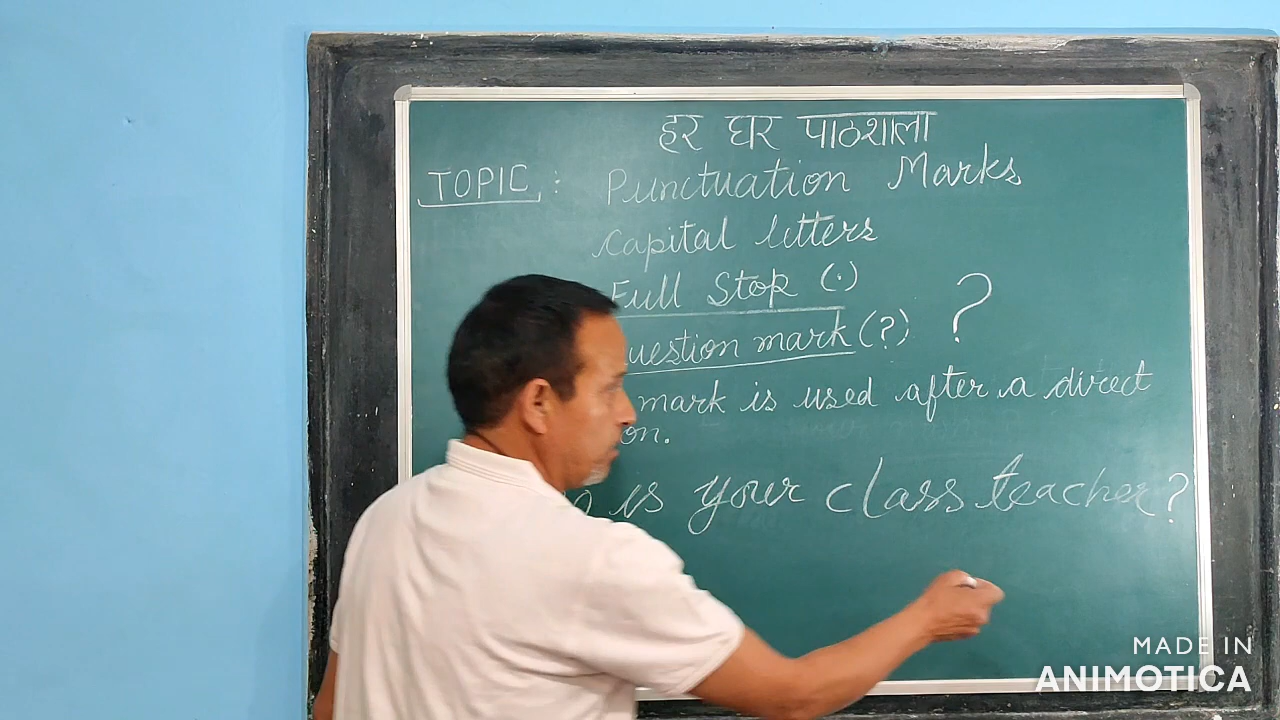 हर घर पाठशाला
TOPIC : Punctuation Marks
Capital letters
Full Stop (.)
uestion mark (?) ?
mark is used after a direct
on.
o is your class teacher?
MADE IN
ANIMOTICA